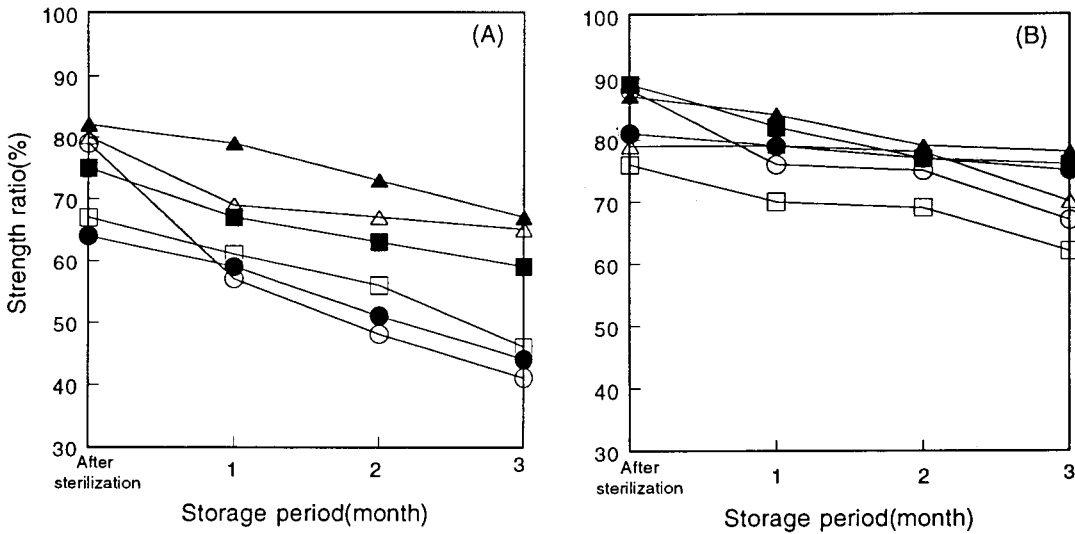 (A)
Strength ratio(%)
100
90
80
70
60
50
40
30
After
sterilization
1
2
3
Storage period(month)
(B)
100
90
80
70
60
50
40
30
After
sterilization
1
2
3
Storage period(month)